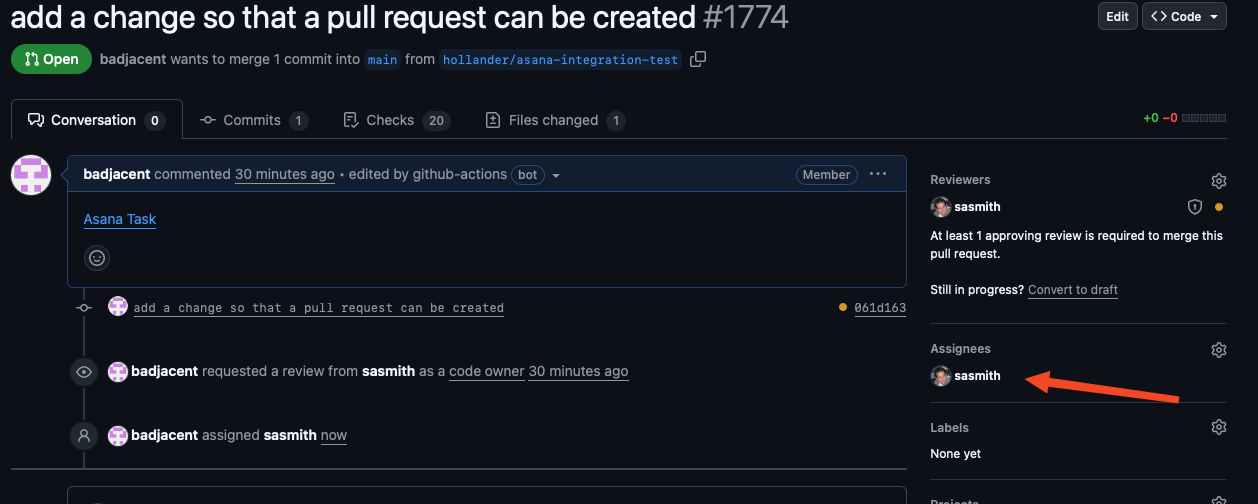 add a change so that a pull request can be created #1774
Edit
Code
Open
badjacent wants to merge 1 commit into main from hollander/asana-integration-test
Conversation 0
Commits 1
Checks 20
Files changed 1
+0 −0
badjacent commented 30 minutes ago • edited by github-actions bot
Member
Asana Task
add a change so that a pull request can be created
061d163
badjacent requested a review from sasmith as a code owner 30 minutes ago
badjacent assigned sasmith now
Reviewers
sasmith
At least 1 approving review is required to merge this
pull request.
Still in progress? Convert to draft
Assignees
sasmith
Labels
None yet
Projects